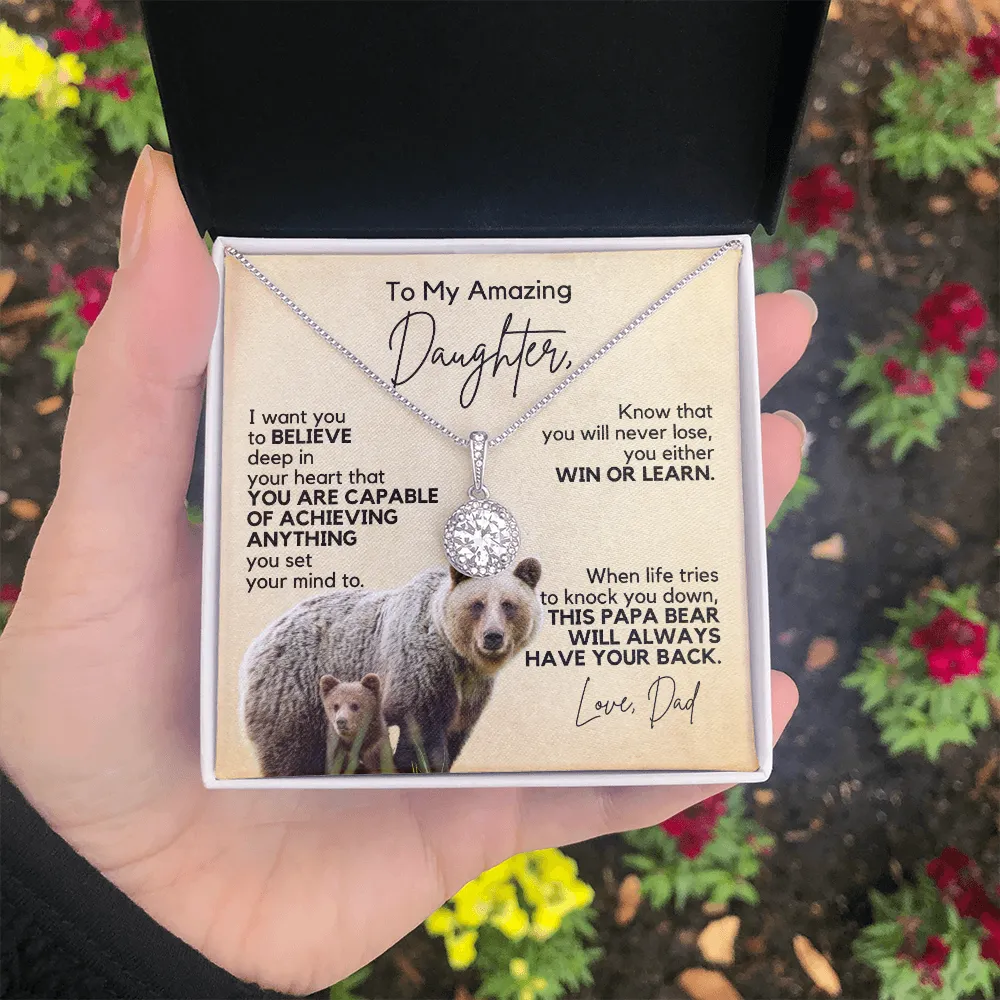 To My Amazing
Daughter,
I want you
to BELIEVE
deep in
your heart that
YOU ARE CAPABLE
OF ACHIEVING
ANYTHING
you set
your mind to.
Know that
you will never lose,
you either
WIN OR LEARN.
When life tries
to knock you down,
THIS PAPA BEAR
WILL ALWAYS
HAVE YOUR BACK.
Love, Dad